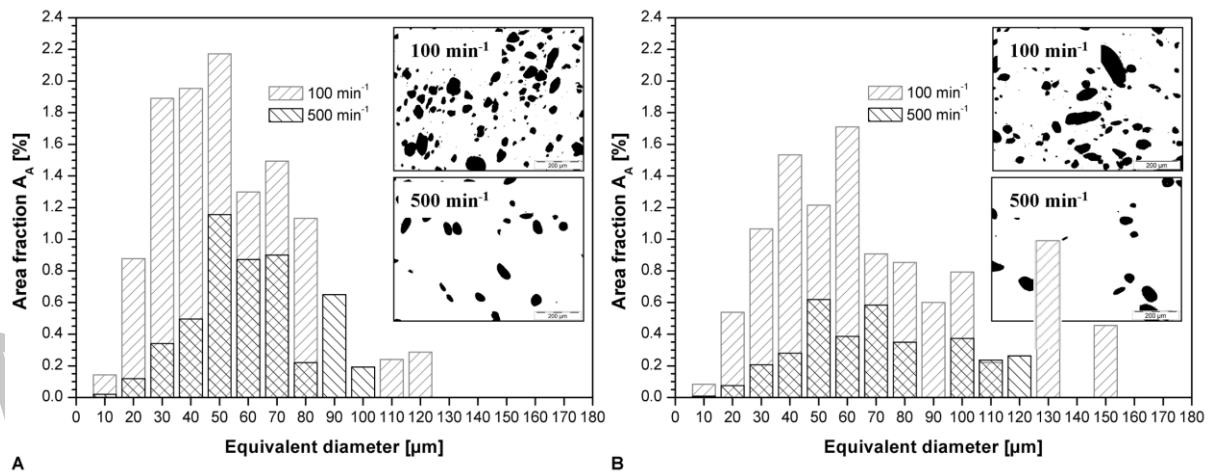 2.4
2.2
2.0
1.8
1.6
1.4
1.2
1.0
0.8
0.6
0.4
0.2
0.0
Area fraction A_A [%]
100 min⁻¹
500 min⁻¹
100 min⁻¹
200 µm
500 min⁻¹
200 µm
0 10 20 30 40 50 60 70 80 90 100 110 120 130 140 150 160 170 180
Equivalent diameter [µm]
A
2.4
2.2
2.0
1.8
1.6
1.4
1.2
1.0
0.8
0.6
0.4
0.2
0.0
Area fraction A_A [%]
100 min⁻¹
500 min⁻¹
100 min⁻¹
200 µm
500 min⁻¹
200 µm
0 10 20 30 40 50 60 70 80 90 100 110 120 130 140 150 160 170 180
Equivalent diameter [µm]
B